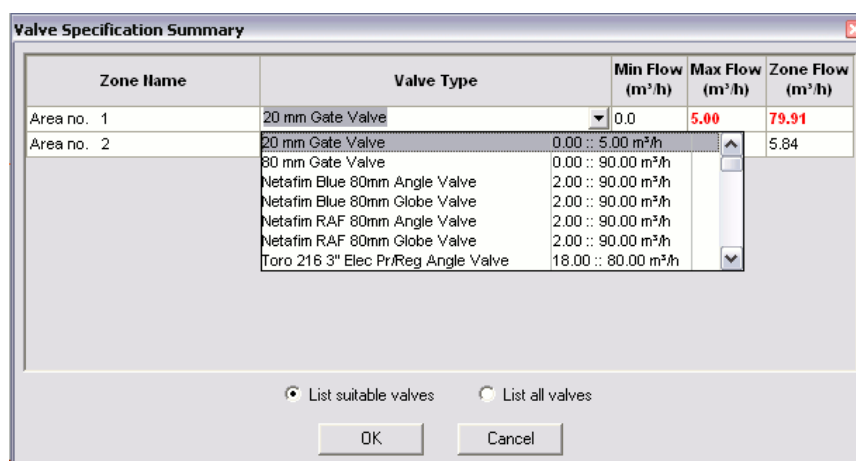 Valve Specification Summary
Zone Name Valve Type Min Flow (m³/h) Max Flow (m³/h) Zone Flow (m³/h)
Area no. 1 20 mm Gate Valve 0.0 5.00 79.91
Area no. 2 5.84
20 mm Gate Valve 0.00 :: 5.00 m³/h
80 mm Gate Valve 0.00 :: 90.00 m³/h
Netafim Blue 80mm Angle Valve 2.00 :: 90.00 m³/h
Netafim Blue 80mm Globe Valve 2.00 :: 90.00 m³/h
Netafim RAF 80mm Angle Valve 2.00 :: 90.00 m³/h
Netafim RAF 80mm Globe Valve 2.00 :: 90.00 m³/h
Toro 216 3" Elec Pr/Reg Angle Valve 18.00 :: 80.00 m³/h
List suitable valves List all valves
OK Cancel